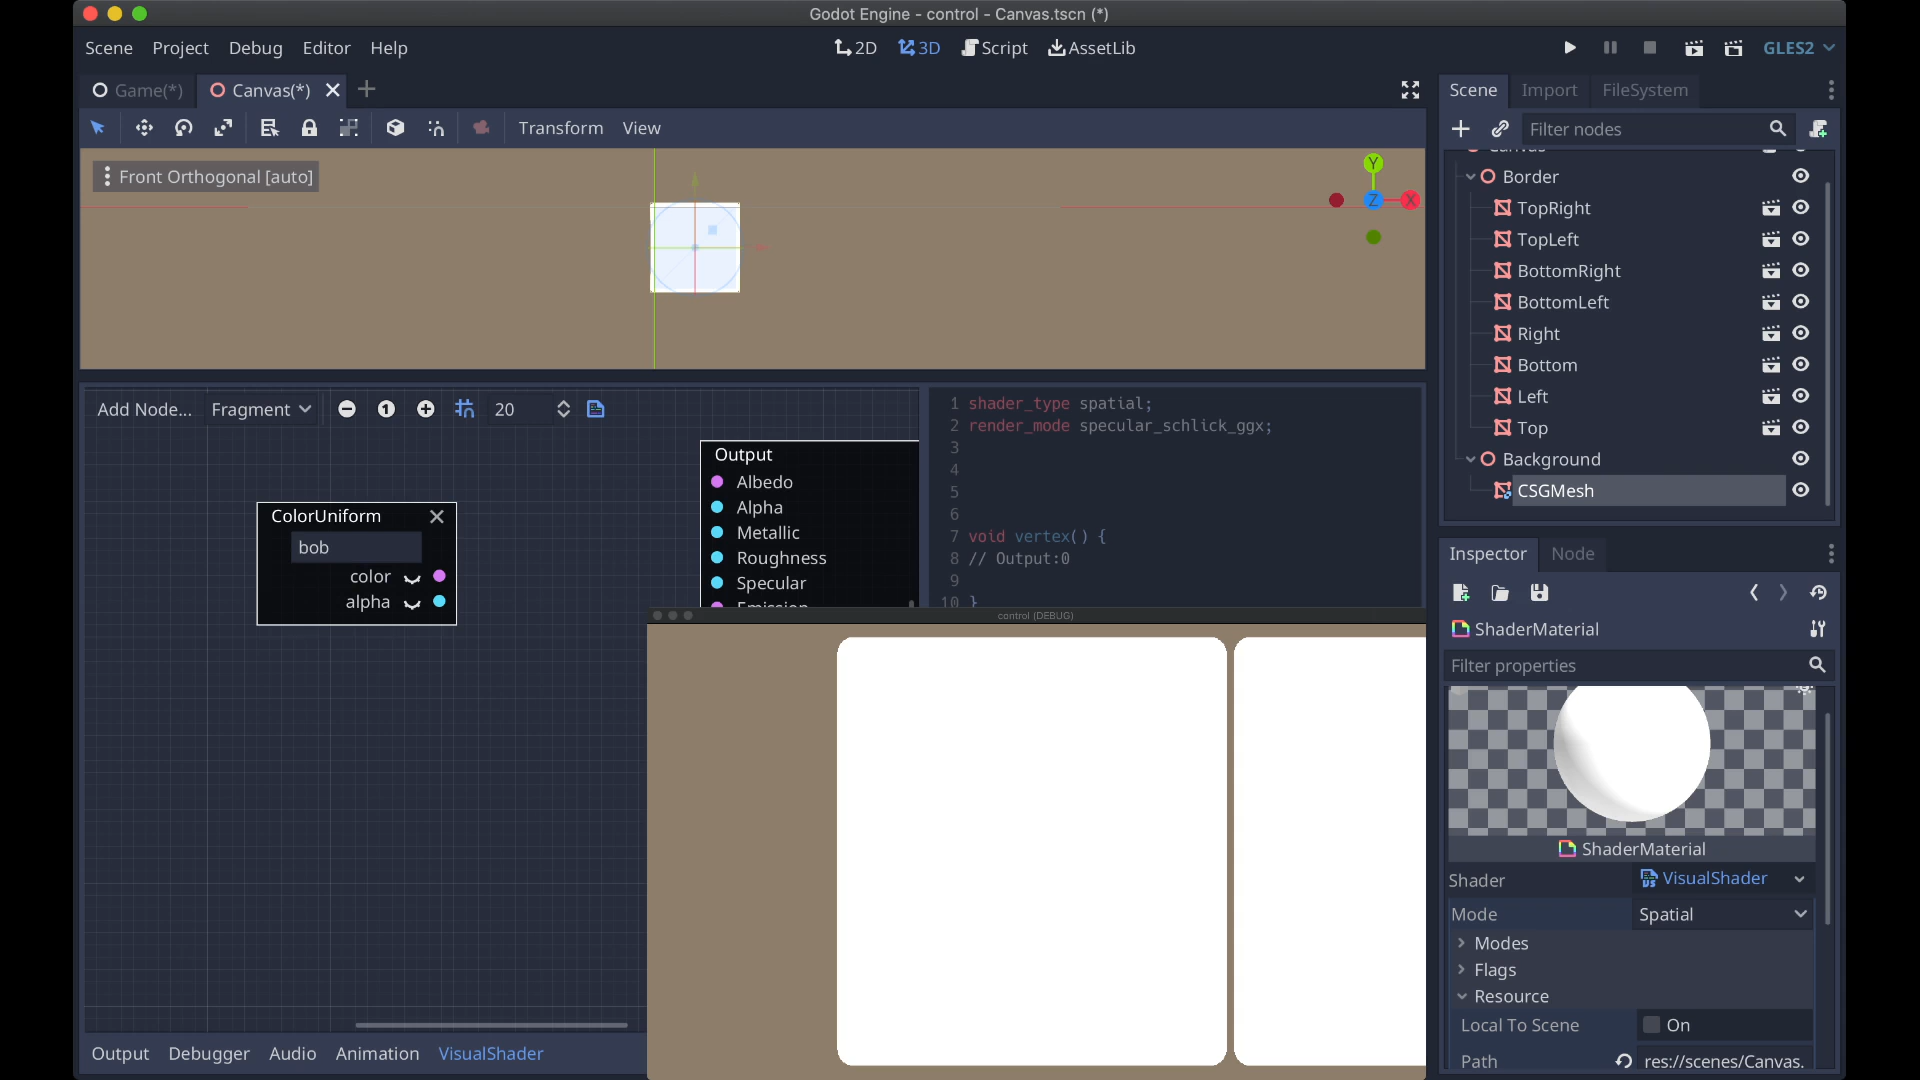 Godot Engine - control - Canvas.tscn (*)
Scene Project Debug Editor Help
2D 3D Script AssetLib
GLES2
Game(*) Canvas(*)
Scene Import FileSystem
Transform View
Filter nodes
Front Orthogonal [auto]
Y
Z
X
Canvas
Border
TopRight
TopLeft
BottomRight
BottomLeft
Right
Bottom
Left
Top
Background
CSGMesh
Add Node... Fragment 1 20
ColorUniform
bob
color
alpha
Output
Albedo
Alpha
Metallic
Roughness
Specular
Emission
1 shader_type spatial;
2 render_mode specular_schlick_ggx;
3
4
5
6
7 void vertex() {
8 // Output:0
9
10 }
control (DEBUG)
Inspector Node
ShaderMaterial
Filter properties
ShaderMaterial
Shader VisualShader
Mode Spatial
Modes
Flags
Resource
Local To Scene On
Path res://scenes/Canvas.
Output Debugger Audio Animation VisualShader